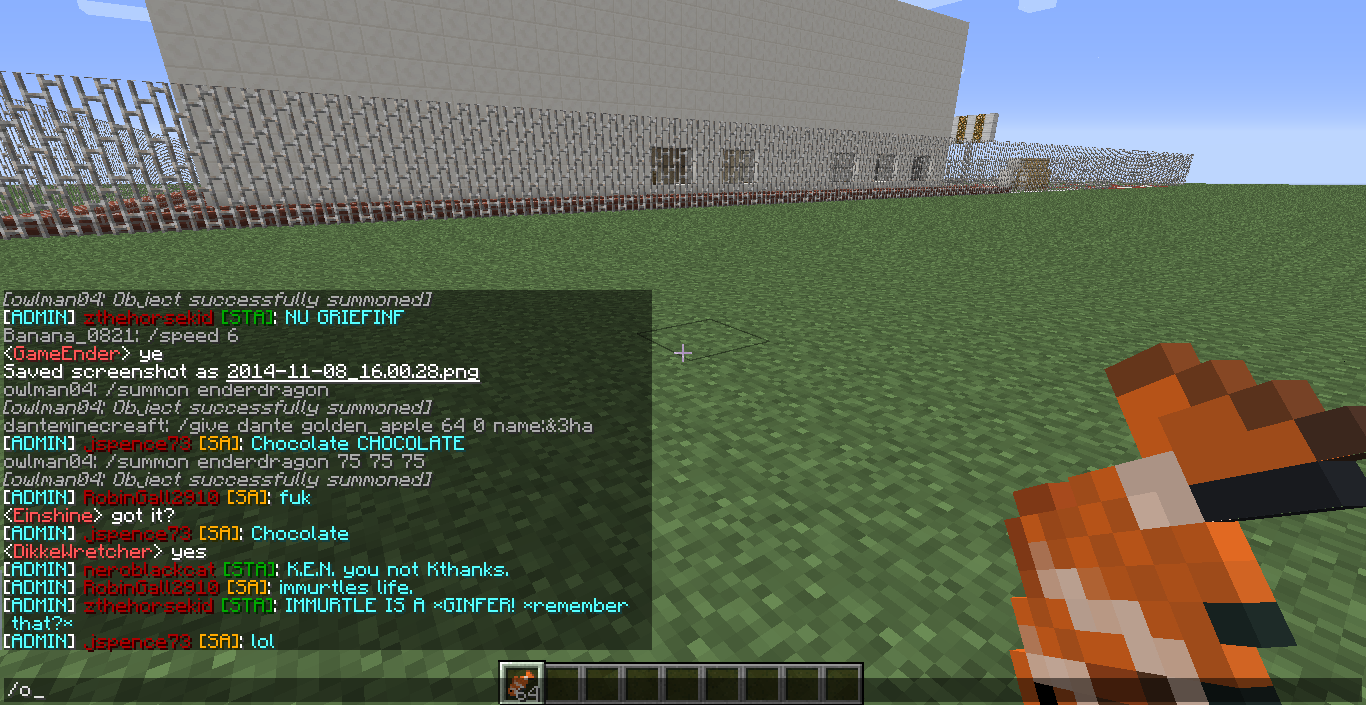 [owlman04: Object successfully summoned]
[ADMIN] zthehorsekid [STA]: NU GRIEFINF
Banana_0821: /speed 6
<GameEnder> ye
Saved screenshot as 2014-11-08_16.00.28.png
owlman04: /summon enderdragon
[owlman04: Object successfully summoned]
danteminecreaft: /give dante golden_apple 64 0 name:&3ha
[ADMIN] jspence73 [SA]: Chocolate CHOCOLATE
owlman04: /summon enderdragon 75 75 75
[owlman04: Object successfully summoned]
[ADMIN] RobinGall2910 [SA]: fuk
<Einshine> got it?
[ADMIN] jspence73 [SA]: Chocolate
<DikkeWretcher> yes
[ADMIN] neroblackcat [STA]: K.E.N. you not Kthanks.
[ADMIN] RobinGall2910 [SA]: immurtles life.
[ADMIN] zthehorsekid [STA]: IMMURTLE IS A *GINFER! *remember
that?*
[ADMIN] jspence73 [SA]: lol
64
/o_